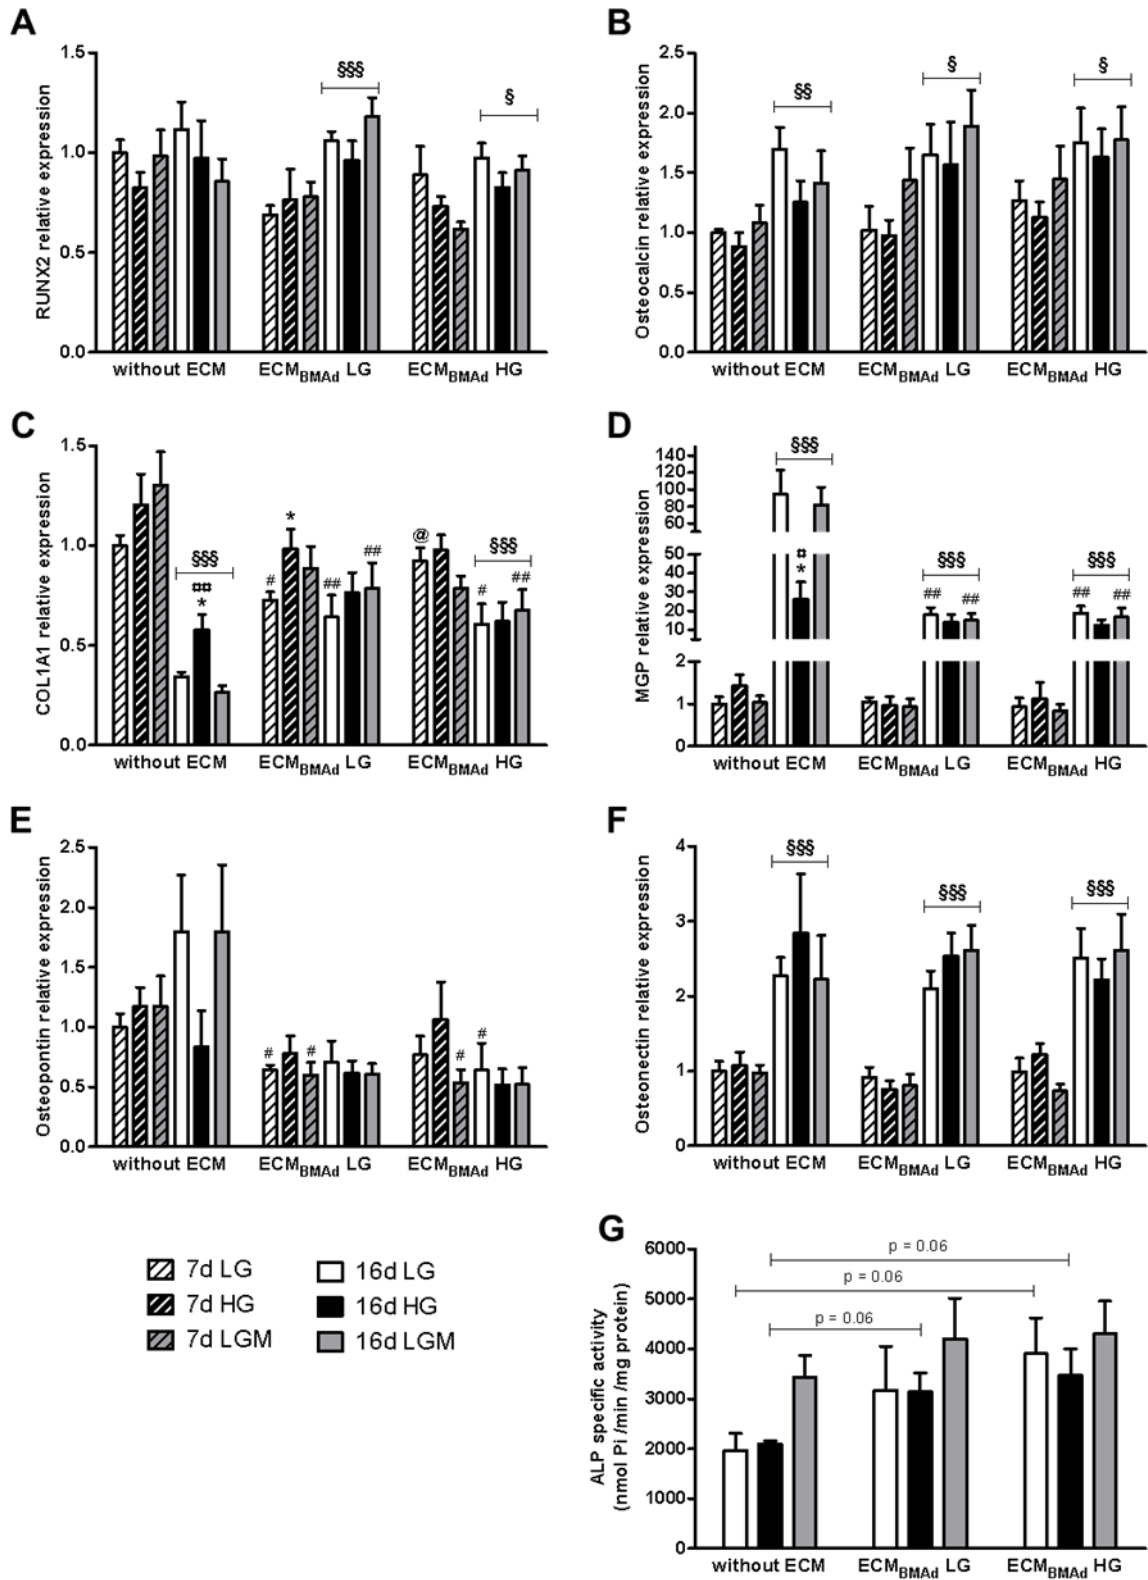 A
RUNX2 relative expression
1.5
1.0
0.5
0.0
§§§
§
without ECM
ECMBMAd LG
ECMBMAd HG
B
Osteocalcin relative expression
2.5
2.0
1.5
1.0
0.5
0.0
§§
§
§
without ECM
ECMBMAd LG
ECMBMAd HG
C
COL1A1 relative expression
1.5
1.0
0.5
0.0
§§§
¤¤
*
#
*
##
##
@
§§§
#
##
without ECM
ECMBMAd LG
ECMBMAd HG
D
MGP relative expression
140
120
100
80
60
50
40
30
20
10
2
1
0
§§§
¤
*
§§§
##
##
§§§
##
##
without ECM
ECMBMAd LG
ECMBMAd HG
E
Osteopontin relative expression
2.5
2.0
1.5
1.0
0.5
0.0
#
#
#
#
without ECM
ECMBMAd LG
ECMBMAd HG
F
Osteonectin relative expression
4
3
2
1
0
§§§
§§§
§§§
without ECM
ECMBMAd LG
ECMBMAd HG
7d LG
16d LG
7d HG
16d HG
7d LGM
16d LGM
G
ALP specific activity
(nmol Pi /min /mg protein)
6000
5000
4000
3000
2000
1000
0
p = 0.06
p = 0.06
p = 0.06
without ECM
ECMBMAd LG
ECMBMAd HG